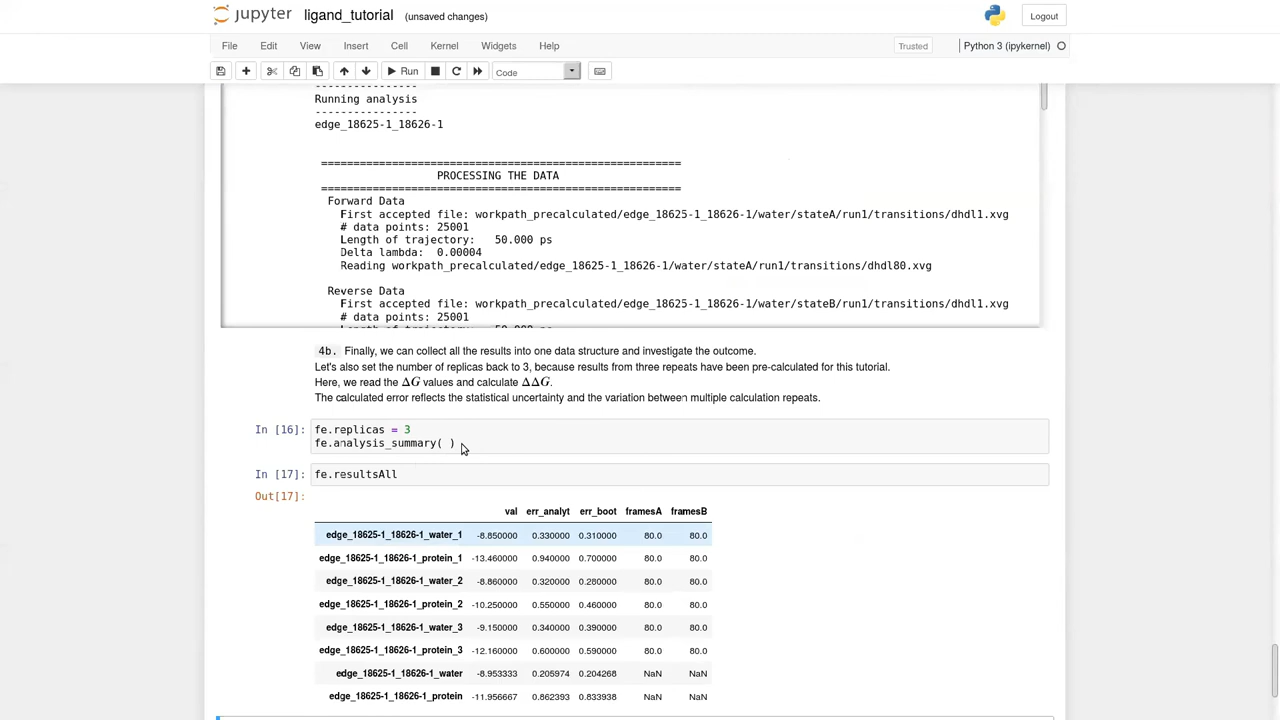 jupyter ligand_tutorial (unsaved changes) Logout
File Edit View Insert Cell Kernel Widgets Help Trusted Python 3 (ipykernel)
Run Code
Running analysis
----------------
edge_18625-1_18626-1
=======================================================
PROCESSING THE DATA
=======================================================
Forward Data
First accepted file: workpath_precalculated/edge_18625-1_18626-1/water/stateA/run1/transitions/dhdl1.xvg
# data points: 25001
Length of trajectory: 50.000 ps
Delta lambda: 0.00004
Reading workpath_precalculated/edge_18625-1_18626-1/water/stateA/run1/transitions/dhdl80.xvg
Reverse Data
First accepted file: workpath_precalculated/edge_18625-1_18626-1/water/stateB/run1/transitions/dhdl1.xvg
# data points: 25001
Length of trajectory: 50.000 ps
4b. Finally, we can collect all the results into one data structure and investigate the outcome.
Let's also set the number of replicas back to 3, because results from three repeats have been pre-calculated for this tutorial.
Here, we read the ΔG values and calculate ΔΔG.
The calculated error reflects the statistical uncertainty and the variation between multiple calculation repeats.
In [16]: fe.replicas = 3
fe.analysis_summary( )
In [17]: fe.resultsAll
Out[17]:
val err_analyt err_boot framesA framesB
edge_18625-1_18626-1_water_1 -8.850000 0.330000 0.310000 80.0 80.0
edge_18625-1_18626-1_protein_1 -13.460000 0.940000 0.700000 80.0 80.0
edge_18625-1_18626-1_water_2 -8.860000 0.320000 0.280000 80.0 80.0
edge_18625-1_18626-1_protein_2 -10.250000 0.550000 0.460000 80.0 80.0
edge_18625-1_18626-1_water_3 -9.150000 0.340000 0.390000 80.0 80.0
edge_18625-1_18626-1_protein_3 -12.160000 0.600000 0.590000 80.0 80.0
edge_18625-1_18626-1_water -8.953333 0.205974 0.204268 NaN NaN
edge_18625-1_18626-1_protein -11.956667 0.862393 0.833938 NaN NaN